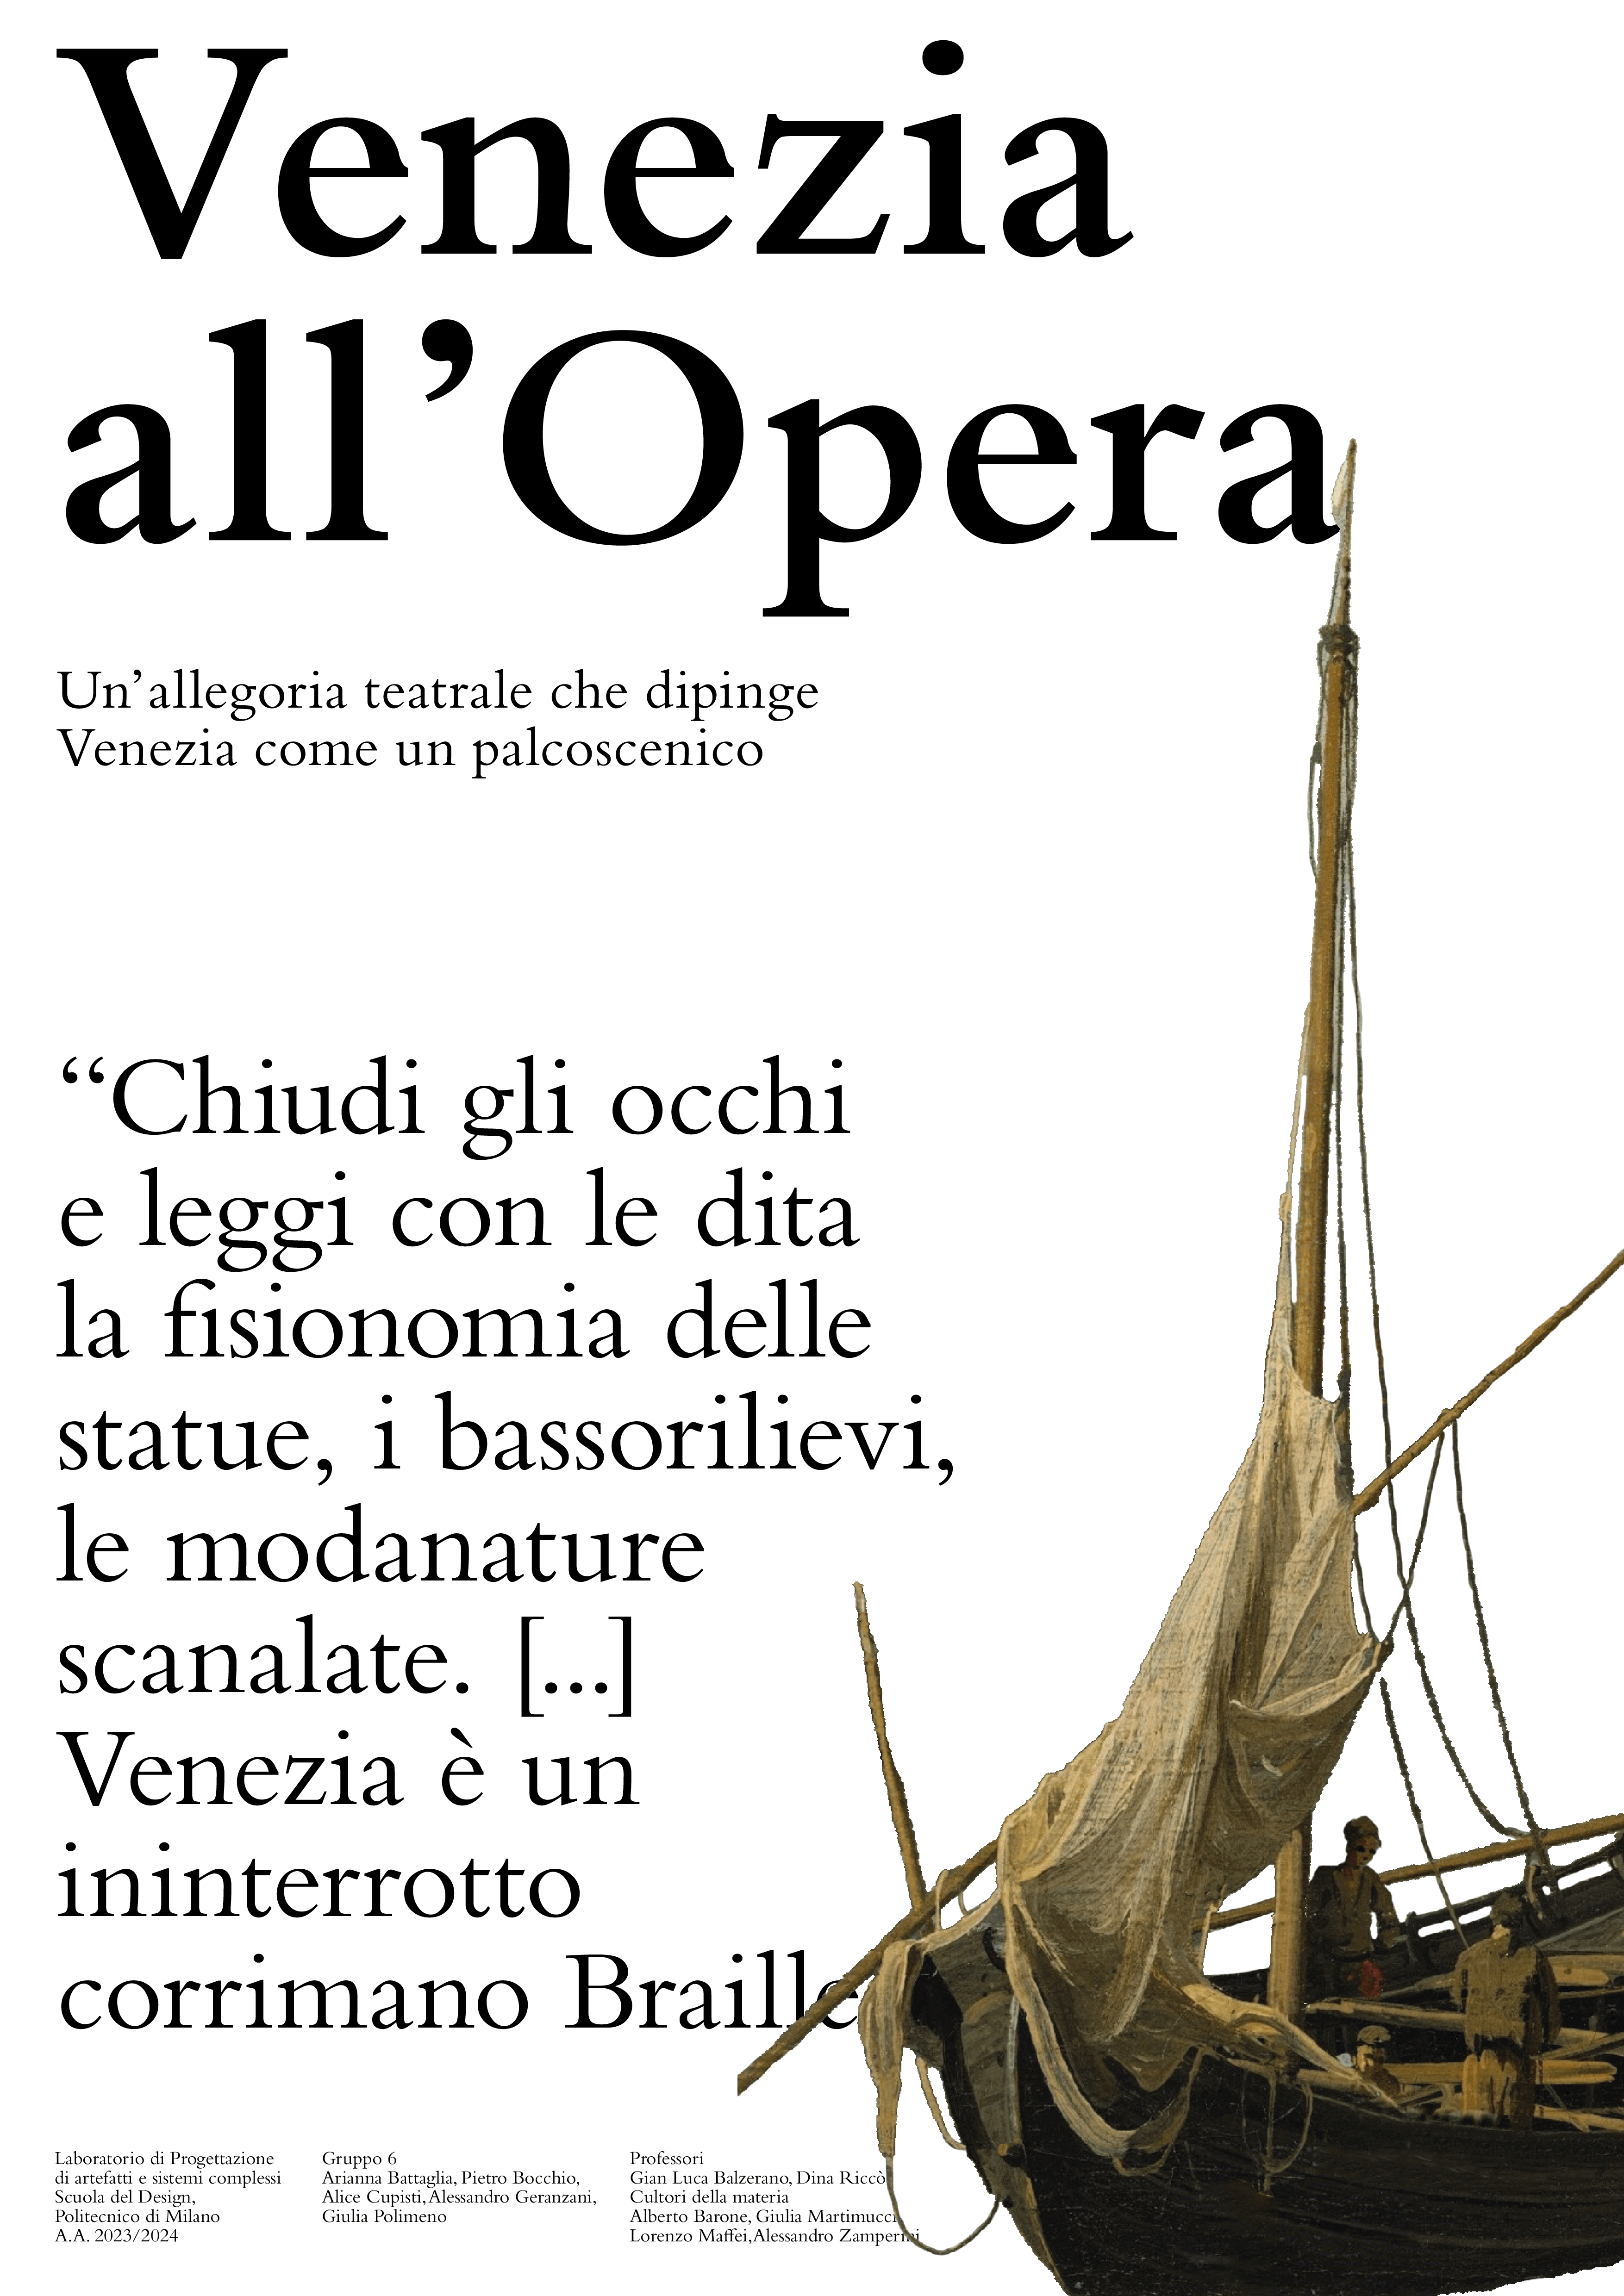 Venezia
all’Opera
Un’allegoria teatrale che dipinge
Venezia come un palcoscenico
“Chiudi gli occhi
e leggi con le dita
la fisionomia delle
statue, i bassorilievi,
le modanature
scanalate. [...]
Venezia è un
ininterrotto
corrimano Braille
Laboratorio di Progettazione
di artefatti e sistemi complessi
Scuola del Design,
Politecnico di Milano
A.A. 2023/2024
Gruppo 6
Arianna Battaglia, Pietro Bocchio,
Alice Cupisti, Alessandro Geranzani,
Giulia Polimeno
Professori
Gian Luca Balzerano, Dina Riccò
Cultori della materia
Alberto Barone, Giulia Martimucci
Lorenzo Maffei, Alessandro Zamperini